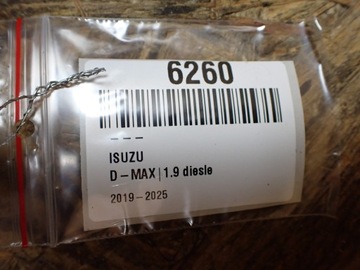 6260
– – –
ISUZU
D–MAX | 1.9 diesle
2019–2025